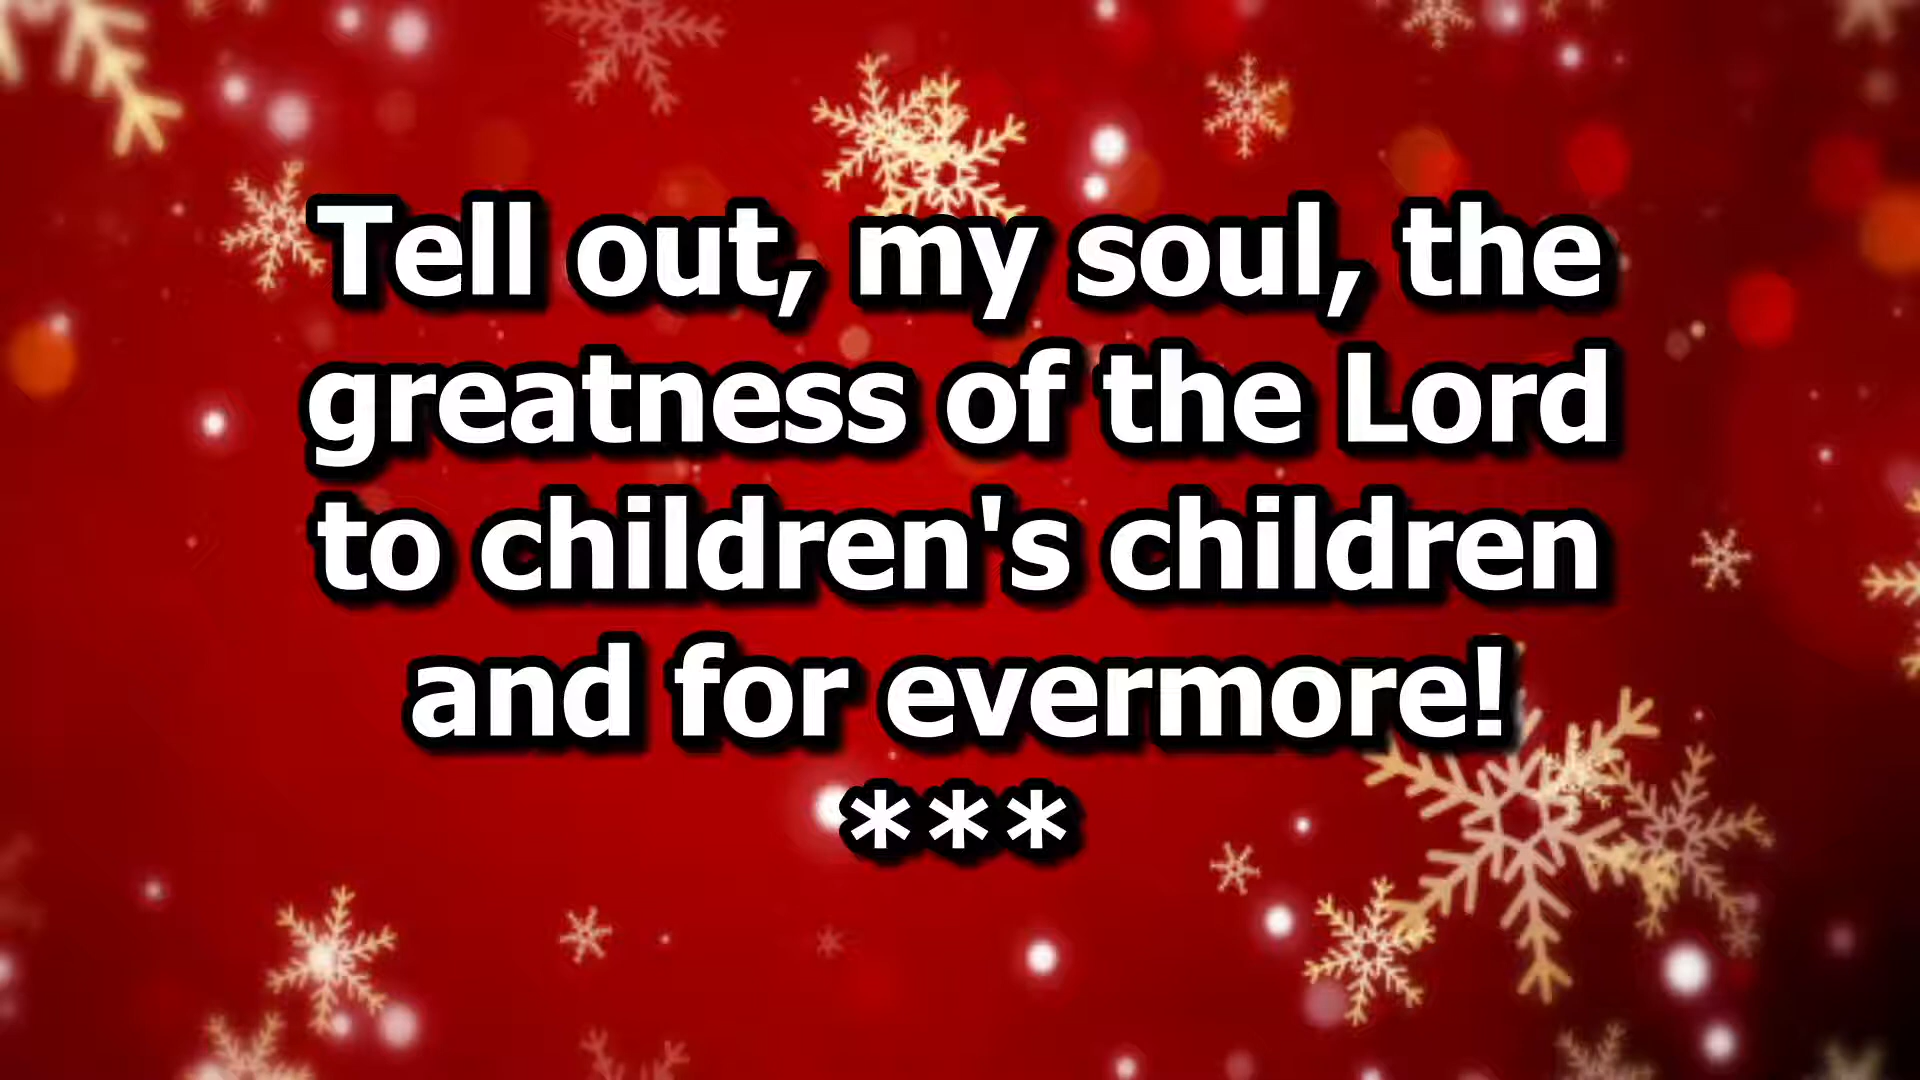 Tell out, my soul, the
greatness of the Lord
to children's children
and for evermore!
***